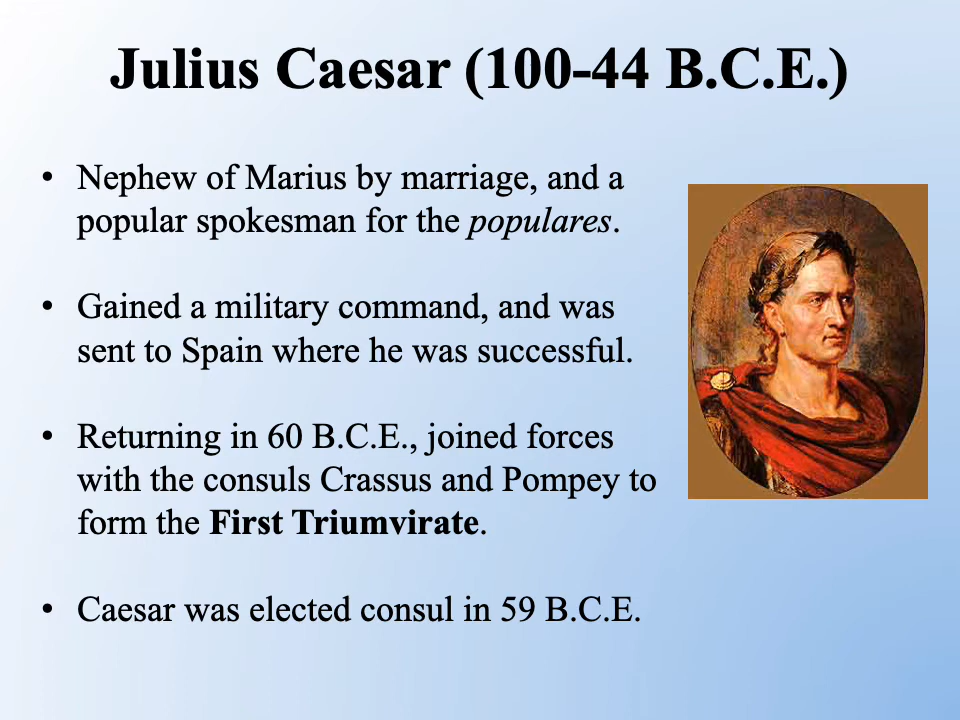 Julius Caesar (100-44 B.C.E.)
• Nephew of Marius by marriage, and a
popular spokesman for the populares.
• Gained a military command, and was
sent to Spain where he was successful.
• Returning in 60 B.C.E., joined forces
with the consuls Crassus and Pompey to
form the First Triumvirate.
• Caesar was elected consul in 59 B.C.E.